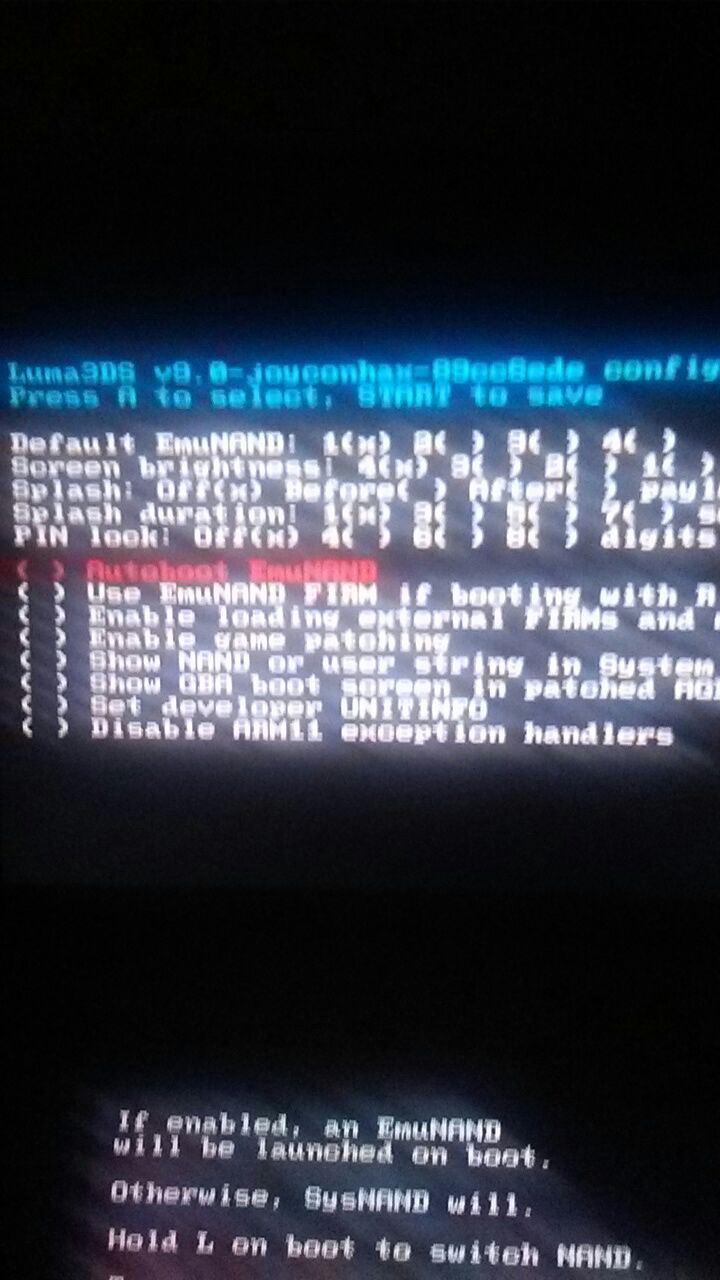 Luma3DS v9.0-joyconhax- config
Press A to select, START to save
Default EmuNAND: 1(x) 2( ) 3( ) 4( )
Screen brightness: 4(x) 3( ) 2( ) 1( )
Splash: Off(x) Before( ) After( ) payl
Splash duration: 1(x) 3( ) 5( ) 7( ) s
PIN lock: Off(x) 4( ) 6( ) 8( ) digits
( ) Autoboot EmuNAND
( ) Use EmuNAND FIRM if booting with R
( ) Enable loading external FIRMs and
( ) Enable game patching
( ) Show NAND or user string in System
( ) Show GBA boot screen in patched AGB
( ) Set developer UNITINFO
( ) Disable ARM11 exception handlers
If enabled, an EmuNAND
will be launched on boot.
Otherwise, SysNAND will.
Hold L on boot to switch NAND.